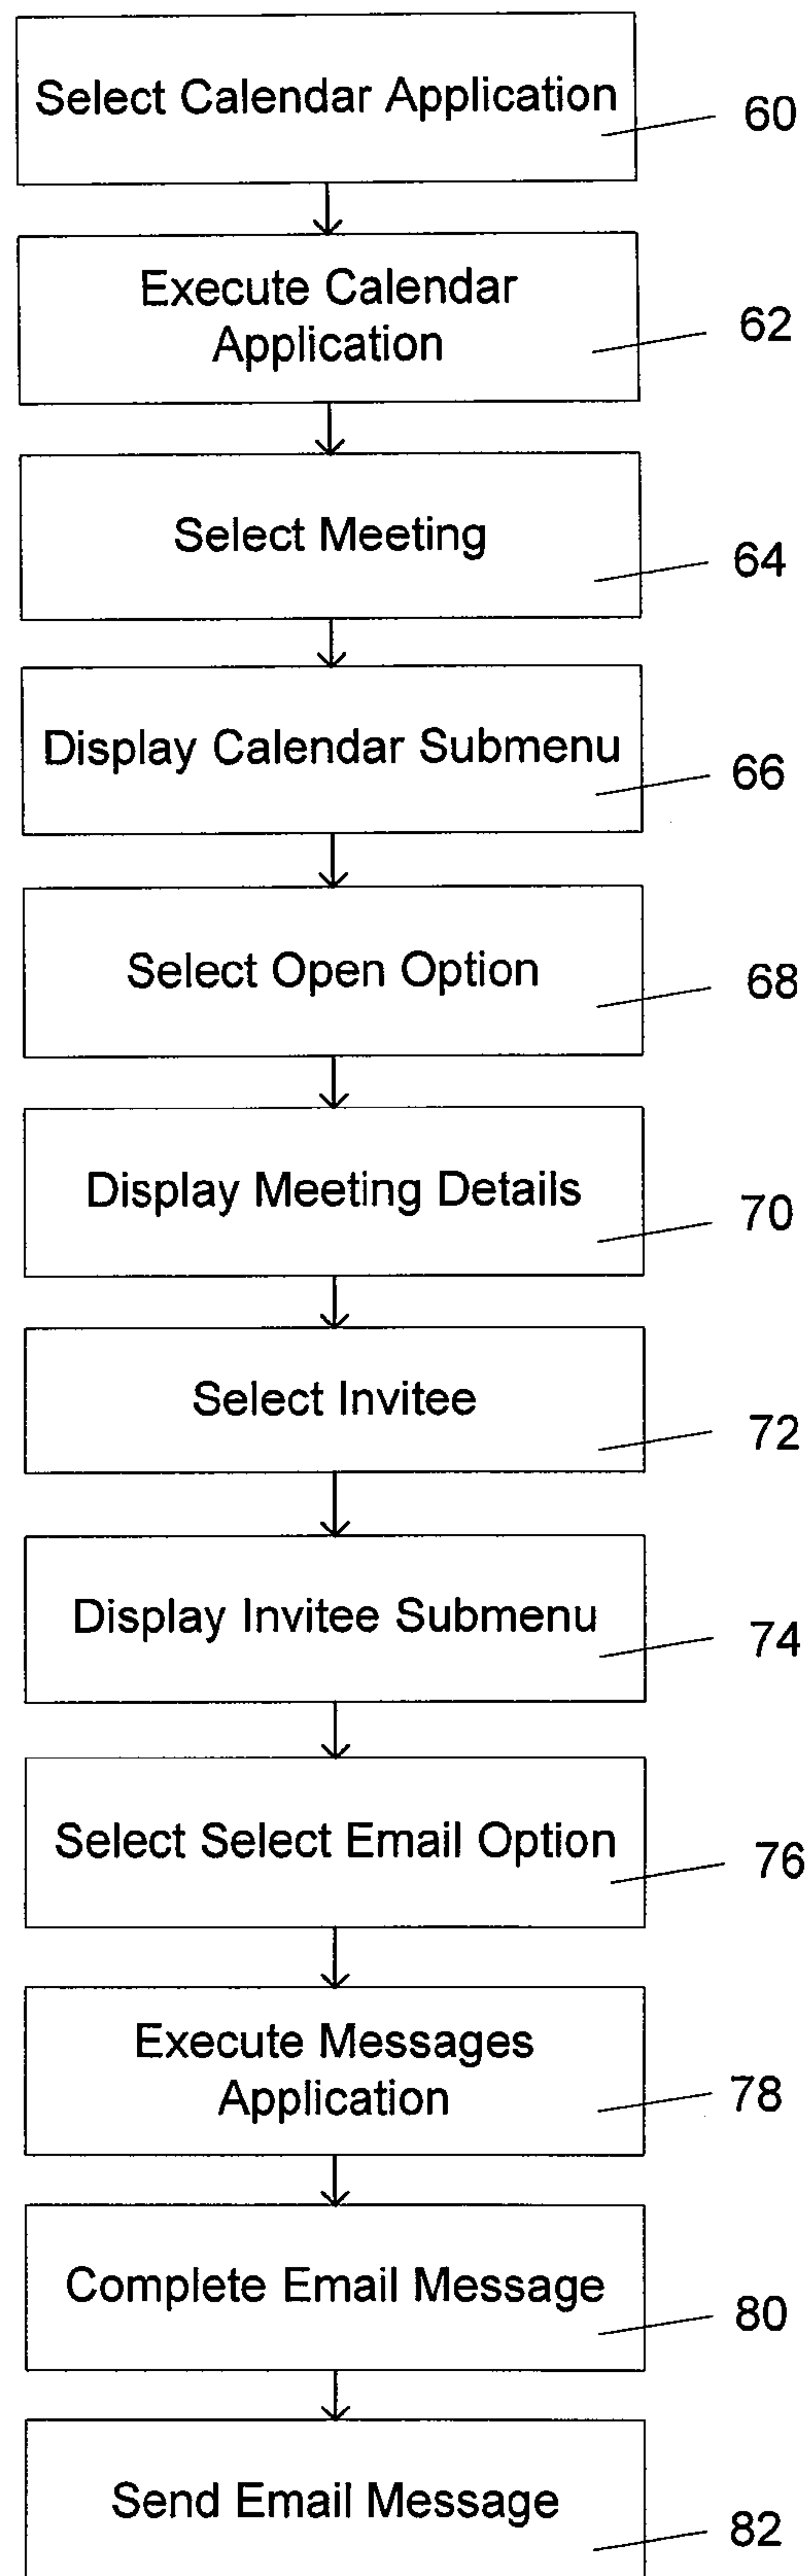 Select Calendar Application
60
Execute Calendar
Application
62
Select Meeting
64
Display Calendar Submenu
66
Select Open Option
68
Display Meeting Details
70
Select Invitee
72
Display Invitee Submenu
74
Select Select Email Option
76
Execute Messages
Application
78
Complete Email Message
80
Send Email Message
82